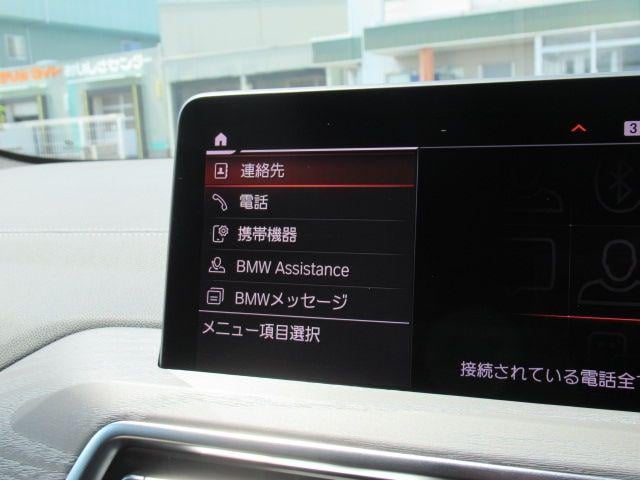 3
連絡先
電話
携帯機器
BMW Assistance
BMWメッセージ
メニュー項目選択
接続されている電話全